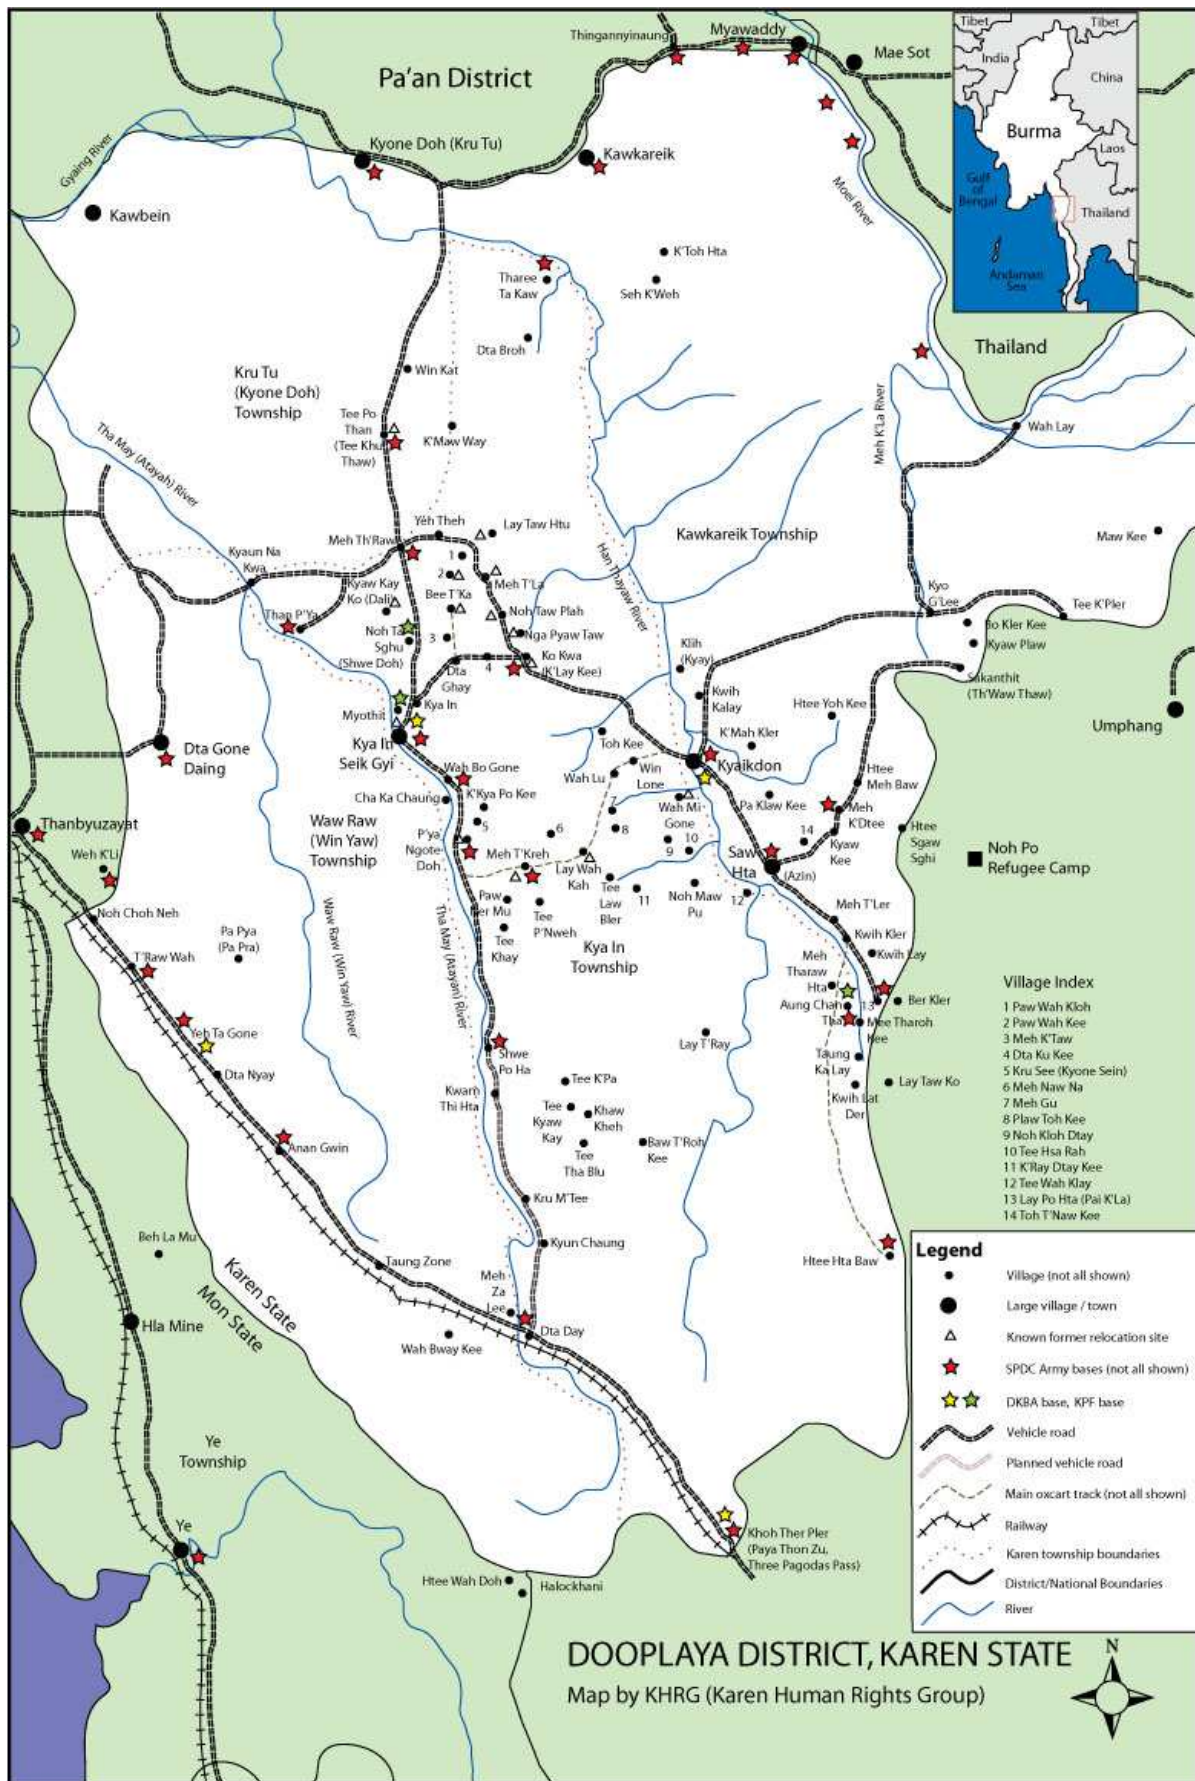 Thingannyinaung
Myawaddy
Mae Sot
Pa'an District
Tibet
Tibet
India
China
Burma
Laos
Gulf
of
Bengal
Thailand
Andaman
Sea
Gyaing River
Kyone Doh (Kru Tu)
Kawkareik
Kawbein
Moei River
K'Toh Hta
Tharee
Ta Kaw
Seh K'Weh
Dta Broh
Thailand
Kru Tu
(Kyone Doh)
Township
Win Kat
Tee Po
Than
(Tee Khu
Thaw)
K'Maw Way
Meh K'La River
Wah Lay
Tha May (Atayah) River
Yeh Theh
Lay Taw Htu
Meh Th'Raw
Kawkareik Township
Maw Kee
Kyaun Na
Kwa
1
2
Meh T'La
Kyaw Kay
Ko (Dali)
Bee T'Ka
Han Thayaw River
Than P'Ya
Noh Taw Plah
Kyo
G'Lee
Tee K'Pler
Noh Ta
Sghu
(Shwe Doh)
3
Nga Pyaw Taw
Bo Kler Kee
Kyaw Plaw
Dta
Ghay
4
Ko Kwa
(K'Lay Kee)
Klih
(Kyay)
Sakanthit
(Th'Waw Thaw)
Kya In
Kwih
Kalay
Htee Yoh Kee
Myothit
Umphang
Kya In
Seik Gyi
Toh Kee
K'Mah Kler
Dta Gone
Daing
Wah Bo Gone
Wah Lu
Win
Lone
Kyaikdon
Htee
Meh Baw
Cha Ka Chaung
K'Kya Po Kee
Wah Mi
Gone
Pa Klaw Kee
Meh
K'Dtee
Thanbyuzayat
Waw Raw
(Win Yaw)
Township
5
6
7
8
P'ya
Ngote
Doh
9
10
14
Kyaw
Kee
Htee
Sgaw
Sghi
Weh K'Li
Meh T'Kreh
Lay Wah
Kah
Saw
Hta
(Azin)
Noh Po
Refugee Camp
Noh Choh Neh
Paw
Ner Mu
Tee
P'Nweh
Tee
Law
Bler
11
Noh Maw
Pu
12
Meh T'Ler
Tee
Khay
Kwih Kler
Pa Pya
(Pa Pra)
Waw Raw (Win Yaw) River
Tha May (Atayan) River
Kya In
Township
Kwih Lay
T'Raw Wah
Meh
Tharaw
Hta
Village Index
Aung Chan
Tha
13
Ber Kler
1 Paw Wah Kloh
2 Paw Wah Kee
3 Meh K'Taw
4 Dta Ku Kee
5 Kru See (Kyone Sein)
6 Meh Naw Na
7 Meh Gu
8 Plaw Toh Kee
9 Noh Kloh Dtay
10 Tee Hsa Rah
11 K'Ray Dtay Kee
12 Tee Wah Klay
13 Lay Po Hta (Pai K'La)
14 Toh T'Naw Kee
Mee Tharoh
Kee
Yeh Ta Gone
Lay T'Ray
Shwe
Po Ha
Taung
Ka Lay
Dta Nyay
Tee K'Pa
Kwih Lat
Der
Lay Taw Ko
Kwam
Thi Hta
Tee
Kyaw
Kay
Khaw
Kheh
Anan Gwin
Tee
Tha Blu
Baw T'Roh
Kee
Kru M'Tee
Beh La Mu
Kyun Chaung
Htee Hta Baw
Karen State
Mon State
Taung Zone
Meh
Za
Lee
Hla Mine
Dta Day
Wah Bway Kee
Legend
Village (not all shown)
Large village / town
Known former relocation site
SPDC Army bases (not all shown)
DKBA base, KPF base
Vehicle road
Planned vehicle road
Main oxcart track (not all shown)
Railway
Karen township boundaries
District/National Boundaries
River
Ye
Township
Ye
Khoh Ther Pler
(Paya Thon Zu,
Three Pagodas Pass)
Htee Wah Doh
Halockhani
DOOPLAYA DISTRICT, KAREN STATE
Map by KHRG (Karen Human Rights Group)
N